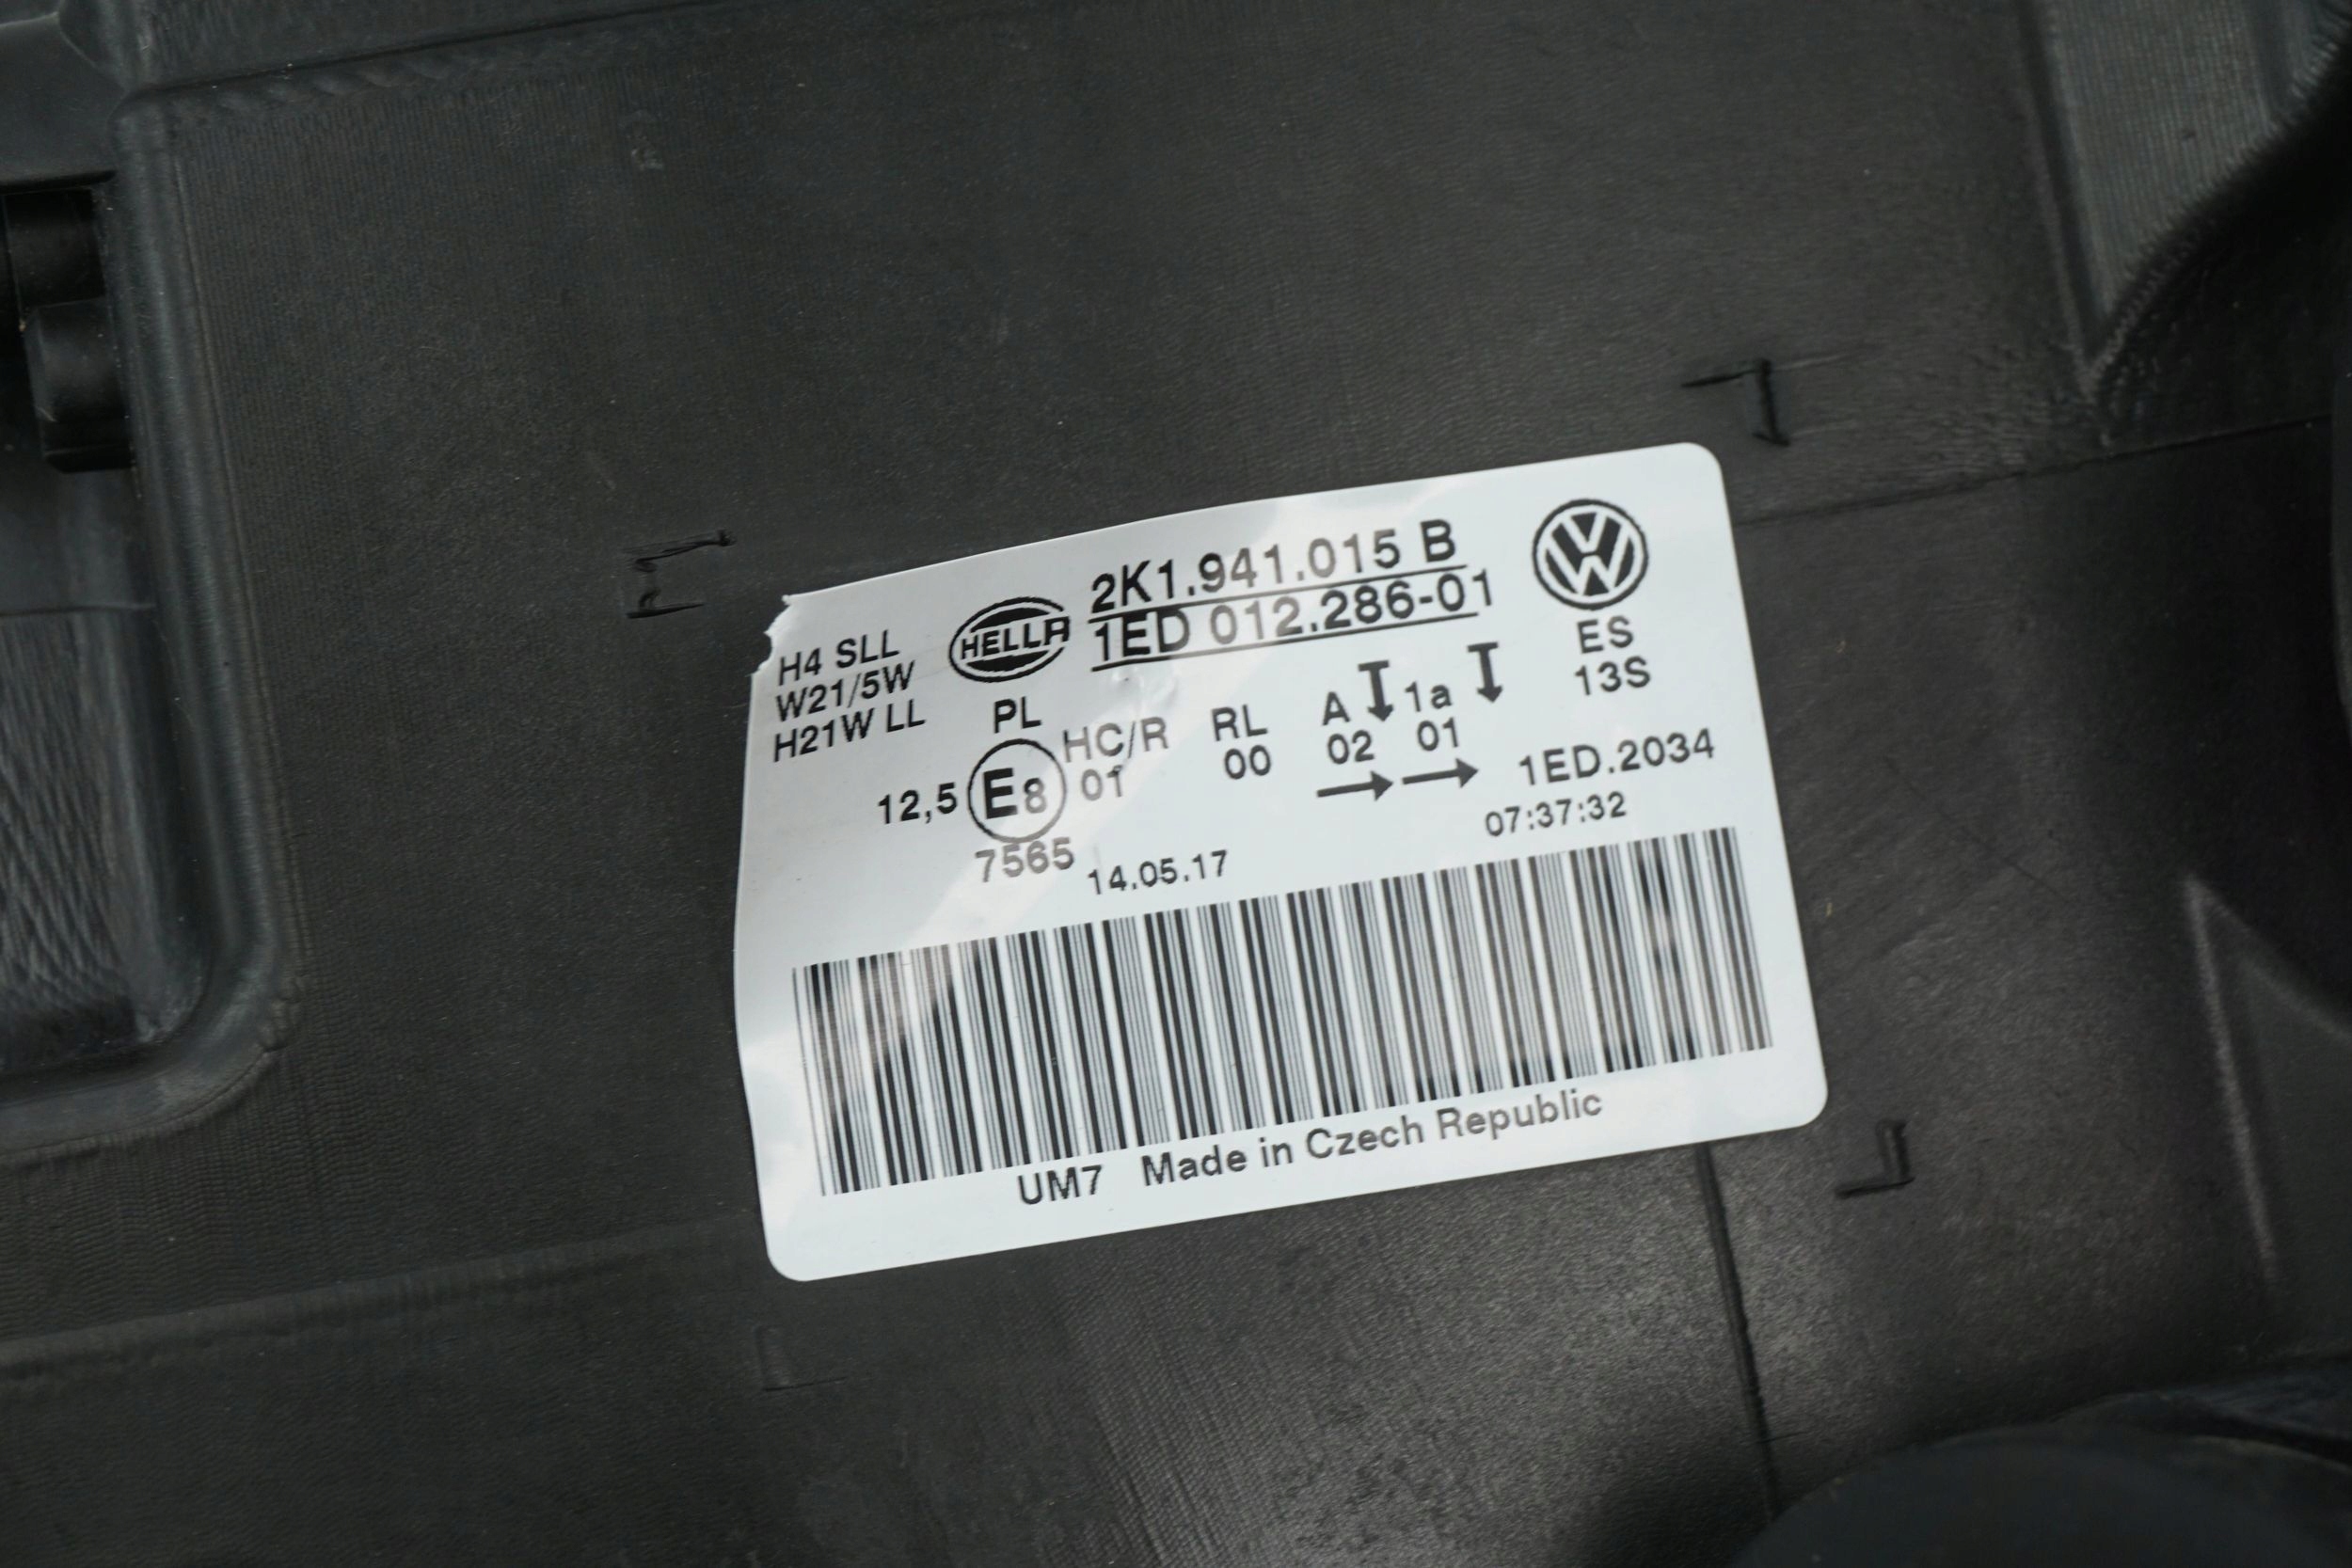 2K1.941.015 B
1ED 012.286-01
HELLA
H4 SLL
W21/5W
H21W LL
ES
13S
PL HC/R RL A 1a
12,5 E8 01 00 02 01
7565
1ED.2034
14.05.17
07:37:32
UM7 Made in Czech Republic